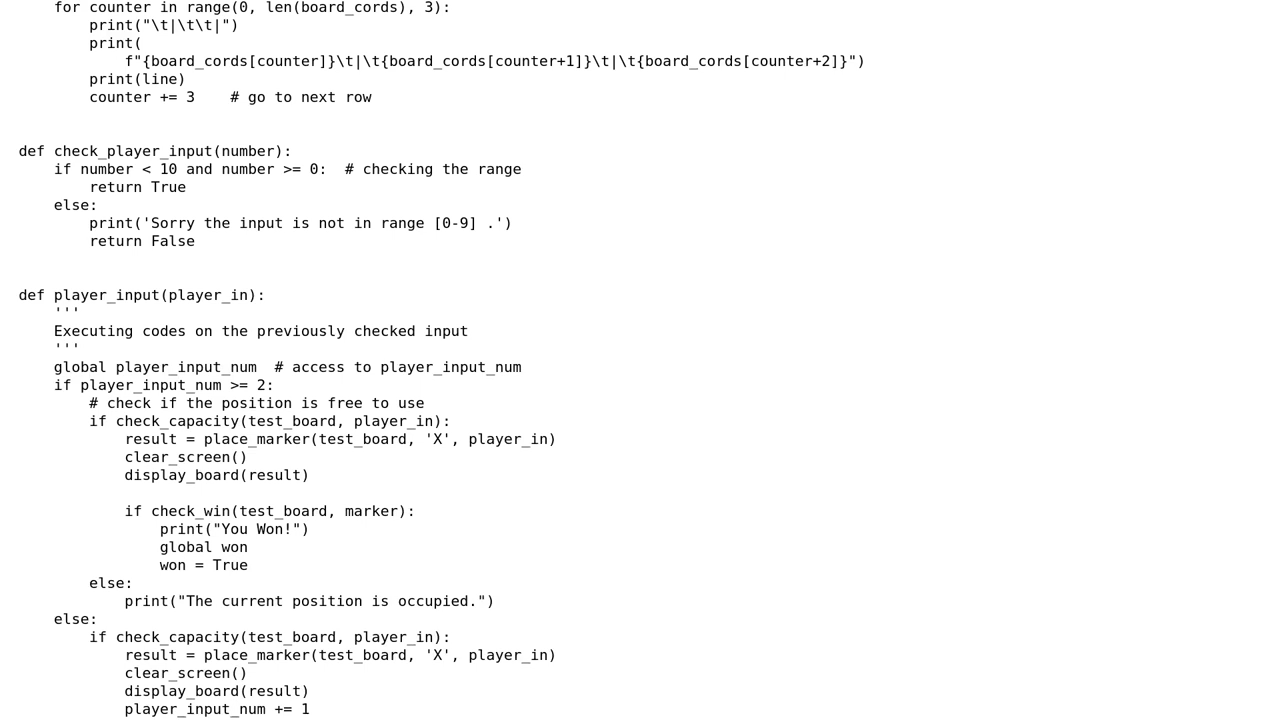 for counter in range(0, len(board_cords), 3):
        print("\t|\t\t|")
        print(
            f"{board_cords[counter]}\t|\t{board_cords[counter+1]}\t|\t{board_cords[counter+2]}")
        print(line)
        counter += 3    # go to next row


def check_player_input(number):
    if number < 10 and number >= 0:  # checking the range
        return True
    else:
        print('Sorry the input is not in range [0-9] .')
        return False


def player_input(player_in):
    '''
    Executing codes on the previously checked input
    '''
    global player_input_num  # access to player_input_num
    if player_input_num >= 2:
        # check if the position is free to use
        if check_capacity(test_board, player_in):
            result = place_marker(test_board, 'X', player_in)
            clear_screen()
            display_board(result)

            if check_win(test_board, marker):
                print("You Won!")
                global won
                won = True
        else:
            print("The current position is occupied.")
    else:
        if check_capacity(test_board, player_in):
            result = place_marker(test_board, 'X', player_in)
            clear_screen()
            display_board(result)
            player_input_num += 1